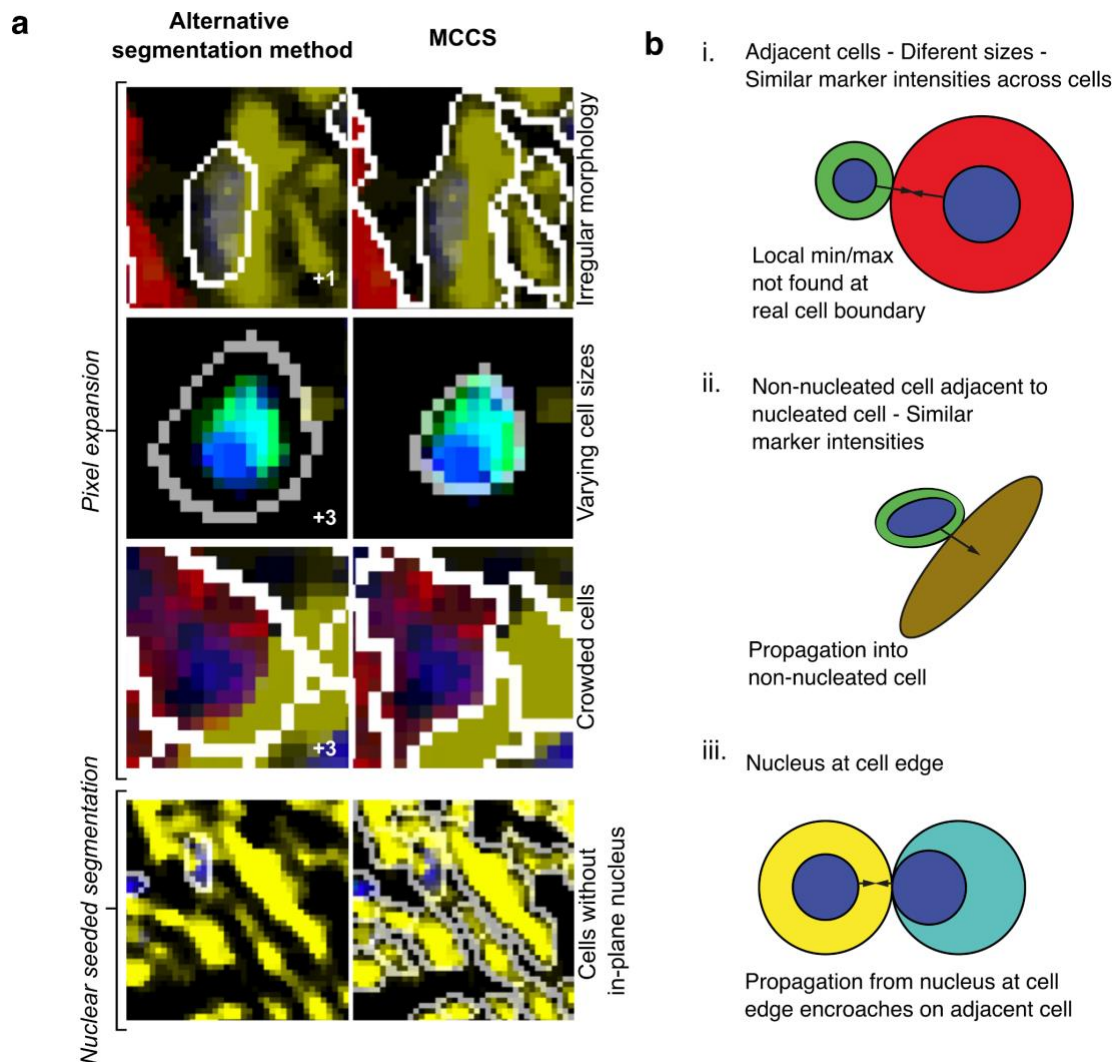 a
Alternative
segmentation method
MCCS
Pixel expansion
Nuclear seeded segmentation
+1
Irregular morphology
+3
Varying cell sizes
+3
Crowded cells
Cells without
in-plane nucleus
b
i.
Adjacent cells - Diferent sizes -
Similar marker intensities across cells
Local min/max
not found at
real cell boundary
ii.
Non-nucleated cell adjacent to
nucleated cell - Similar
marker intensities
Propagation into
non-nucleated cell
iii.
Nucleus at cell edge
Propagation from nucleus at cell
edge encroaches on adjacent cell